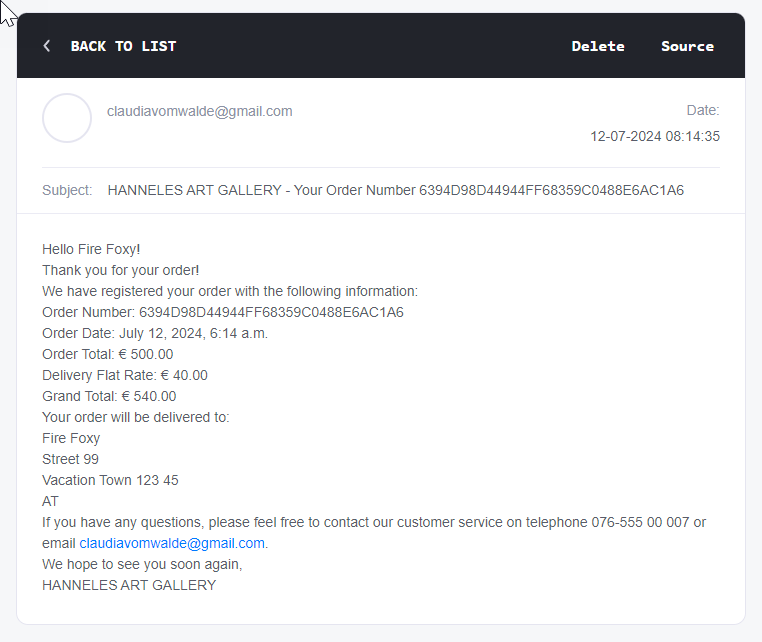 BACK TO LIST Delete Source
claudiavomwalde@gmail.com
Date:
12-07-2024 08:14:35
Subject: HANNELES ART GALLERY - Your Order Number 6394D98D44944FF68359C0488E6AC1A6
Hello Fire Foxy!
Thank you for your order!
We have registered your order with the following information:
Order Number: 6394D98D44944FF68359C0488E6AC1A6
Order Date: July 12, 2024, 6:14 a.m.
Order Total: € 500.00
Delivery Flat Rate: € 40.00
Grand Total: € 540.00
Your order will be delivered to:
Fire Foxy
Street 99
Vacation Town 123 45
AT
If you have any questions, please feel free to contact our customer service on telephone 076-555 00 007 or
email claudiavomwalde@gmail.com.
We hope to see you soon again,
HANNELES ART GALLERY